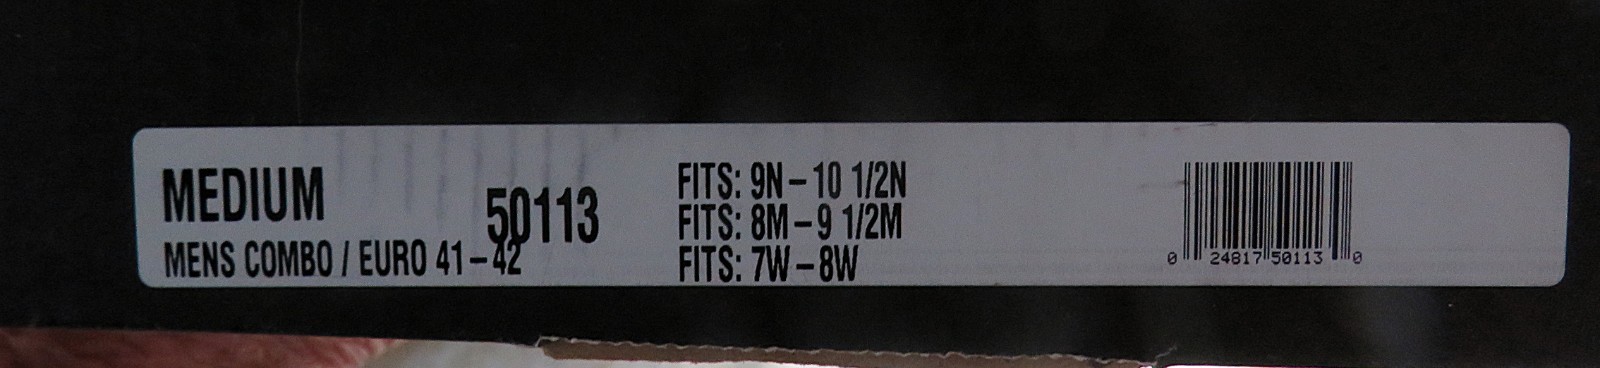 MEDIUM
50113
MENS COMBO / EURO 41-42
FITS: 9N-10 1/2N
FITS: 8M-9 1/2M
FITS: 7W-8W
0 24817 50113 0